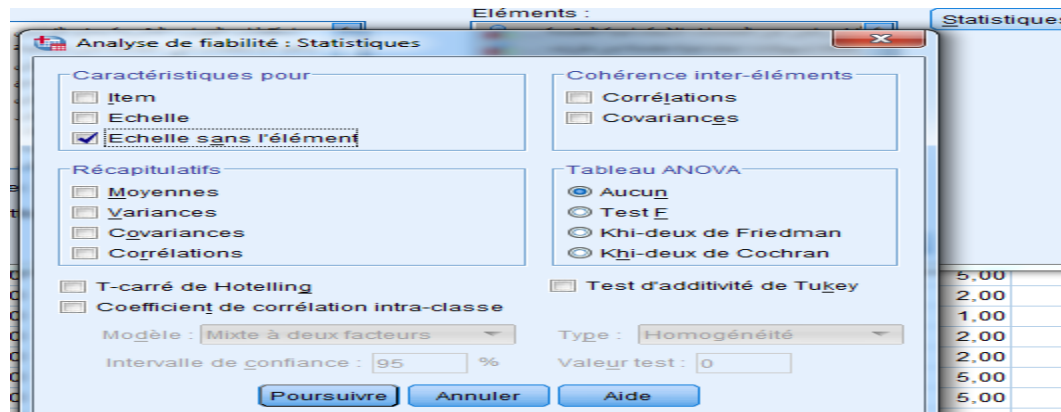 Eléments :
Statistiques
Analyse de fiabilité : Statistiques
Caractéristiques pour
Item
Echelle
Echelle sans l'élément
Cohérence inter-éléments
Corrélations
Covariances
Récapitulatifs
Moyennes
Variances
Covariances
Corrélations
Tableau ANOVA
Aucun
Test F
Khi-deux de Friedman
Khi-deux de Cochran
T-carré de Hotelling
Test d'additivité de Tukey
Coefficient de corrélation intra-classe
Modèle : Mixte à deux facteurs
Type : Homogénéité
Intervalle de confiance : 95 %
Valeur test : 0
Poursuivre Annuler Aide
5,00
2,00
1,00
2,00
2,00
5,00
5,00